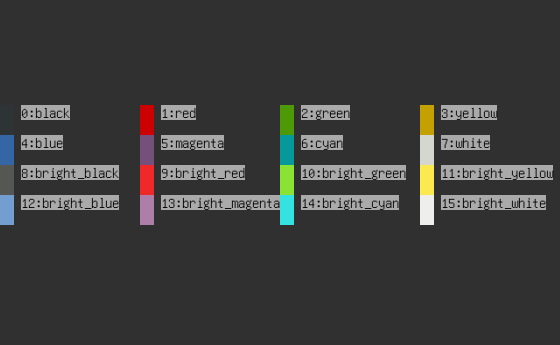 0:black 1:red 2:green 3:yellow
4:blue 5:magenta 6:cyan 7:white
8:bright_black 9:bright_red 10:bright_green 11:bright_yellow
12:bright_blue 13:bright_magenta 14:bright_cyan 15:bright_white